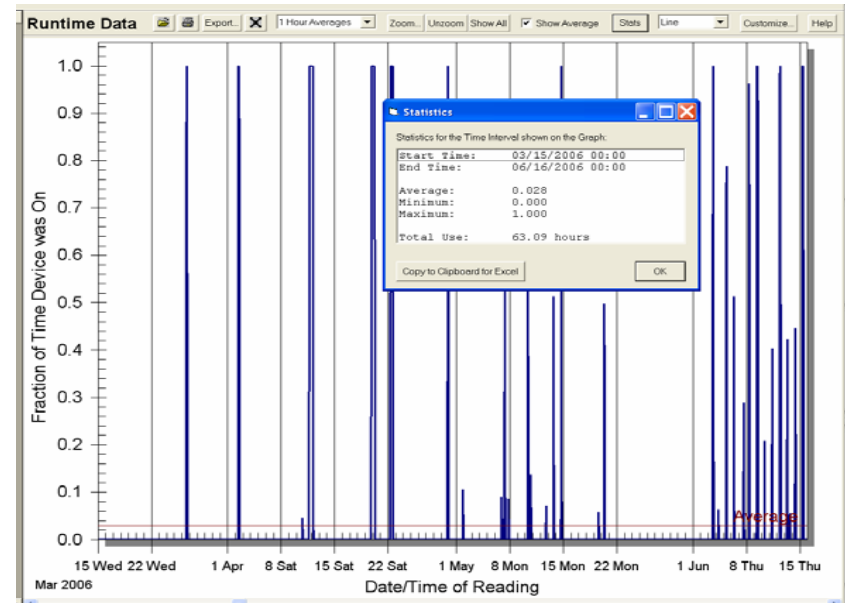 Runtime Data Export... 1 Hour Averages Zoom... Unzoom Show All Show Average Stats Line Customize... Help
1.0
0.9
0.8
0.7
0.6
0.5
0.4
0.3
0.2
0.1
0.0
Fraction of Time Device was On
Statistics
Statistics for the Time Interval shown on the Graph:
Start Time: 03/15/2006 00:00
End Time: 06/16/2006 00:00
Average: 0.028
Minimum: 0.000
Maximum: 1.000
Total Use: 63.09 hours
Copy to Clipboard for Excel OK
Average
15 Wed 22 Wed 1 Apr 8 Sat 15 Sat 22 Sat 1 May 8 Mon 15 Mon 22 Mon 1 Jun 8 Thu 15 Thu
Mar 2006
Date/Time of Reading